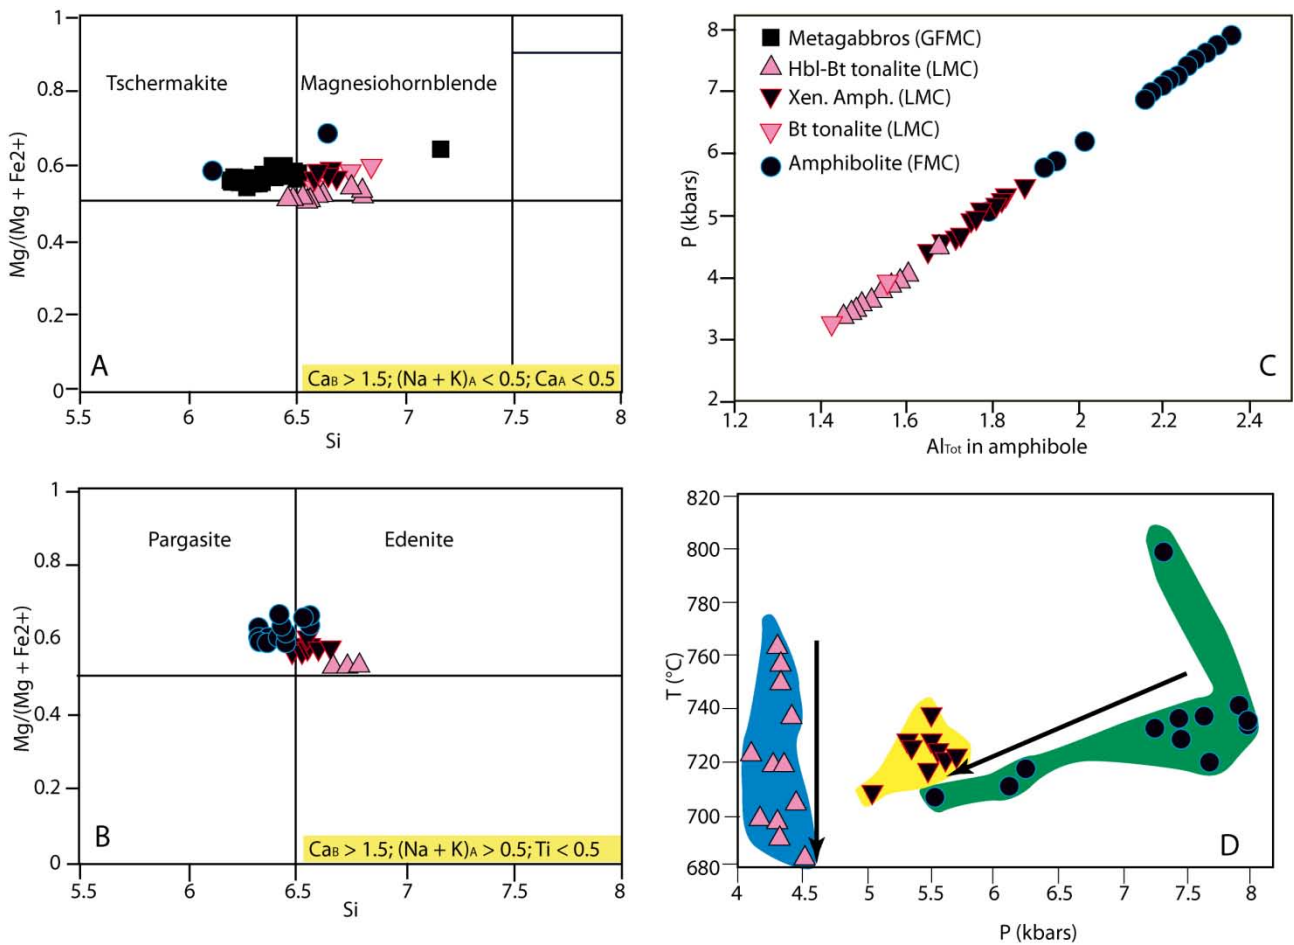 1
0.8
0.6
0.4
0.2
0
Mg/(Mg + Fe2+)
Tschermakite
Magnesiohornblende
A
CaB > 1.5; (Na + K)A < 0.5; CaA < 0.5
5.5
6
6.5
7
7.5
8
Si
8
7
6
5
4
3
2
P (kbars)
Metagabbros (GFMC)
Hbl-Bt tonalite (LMC)
Xen. Amph. (LMC)
Bt tonalite (LMC)
Amphibolite (FMC)
C
1.2
1.4
1.6
1.8
2
2.2
2.4
AlTot in amphibole
1
0.8
0.6
0.4
0.2
0
Mg/(Mg + Fe2+)
Pargasite
Edenite
B
CaB > 1.5; (Na + K)A > 0.5; Ti < 0.5
5.5
6
6.5
7
7.5
8
Si
820
800
780
760
740
720
700
680
T (°C)
D
4
4.5
5
5.5
6
6.5
7
7.5
8
P (kbars)